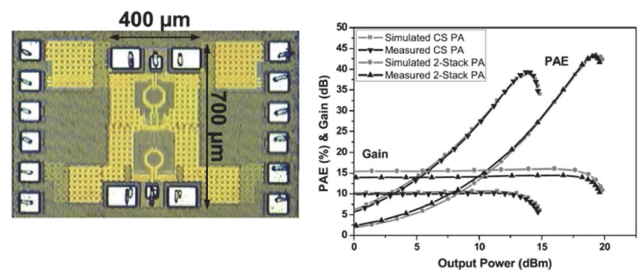 400 µm
700 µm
50
45
40
35
30
25
20
15
10
5
0
PAE (%) & Gain (dB)
Simulated CS PA
Measured CS PA
Simulated 2-Stack PA
Measured 2-Stack PA
PAE
Gain
0 5 10 15 20
Output Power (dBm)